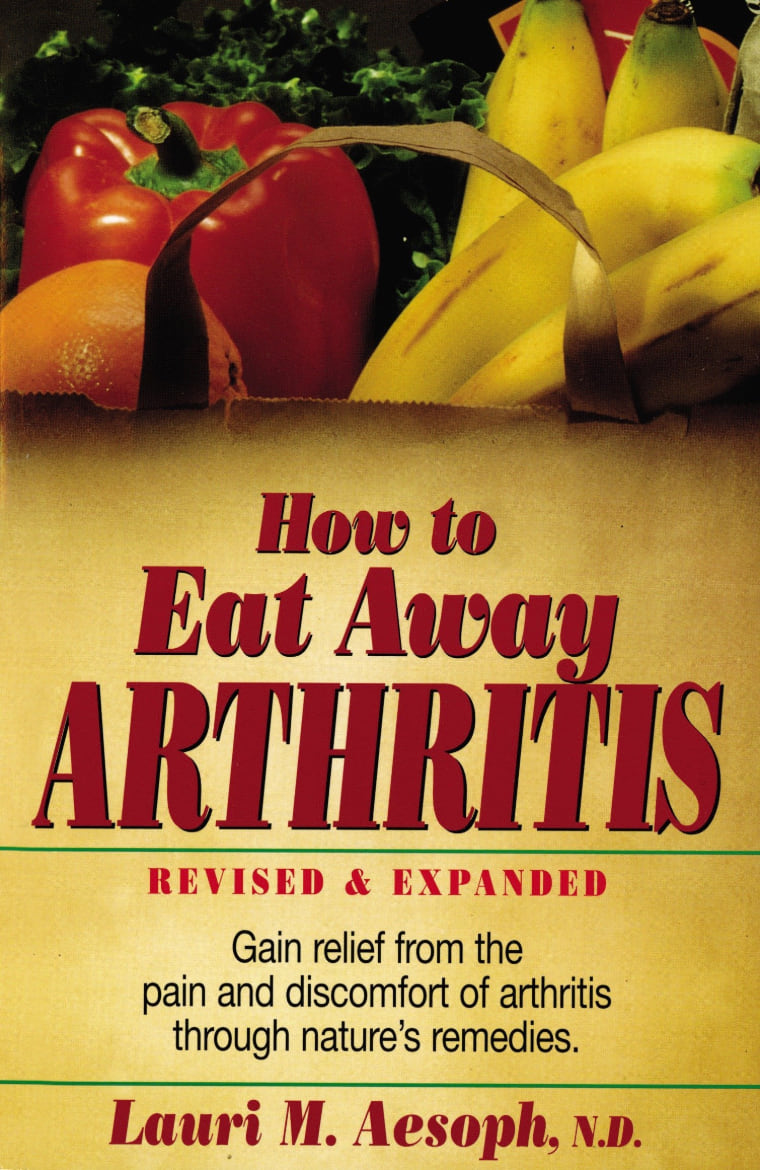 How to
Eat Away
ARTHRITIS
REVISED & EXPANDED
Gain relief from the
pain and discomfort of arthritis
through nature's remedies.
Lauri M. Aesoph, N.D.